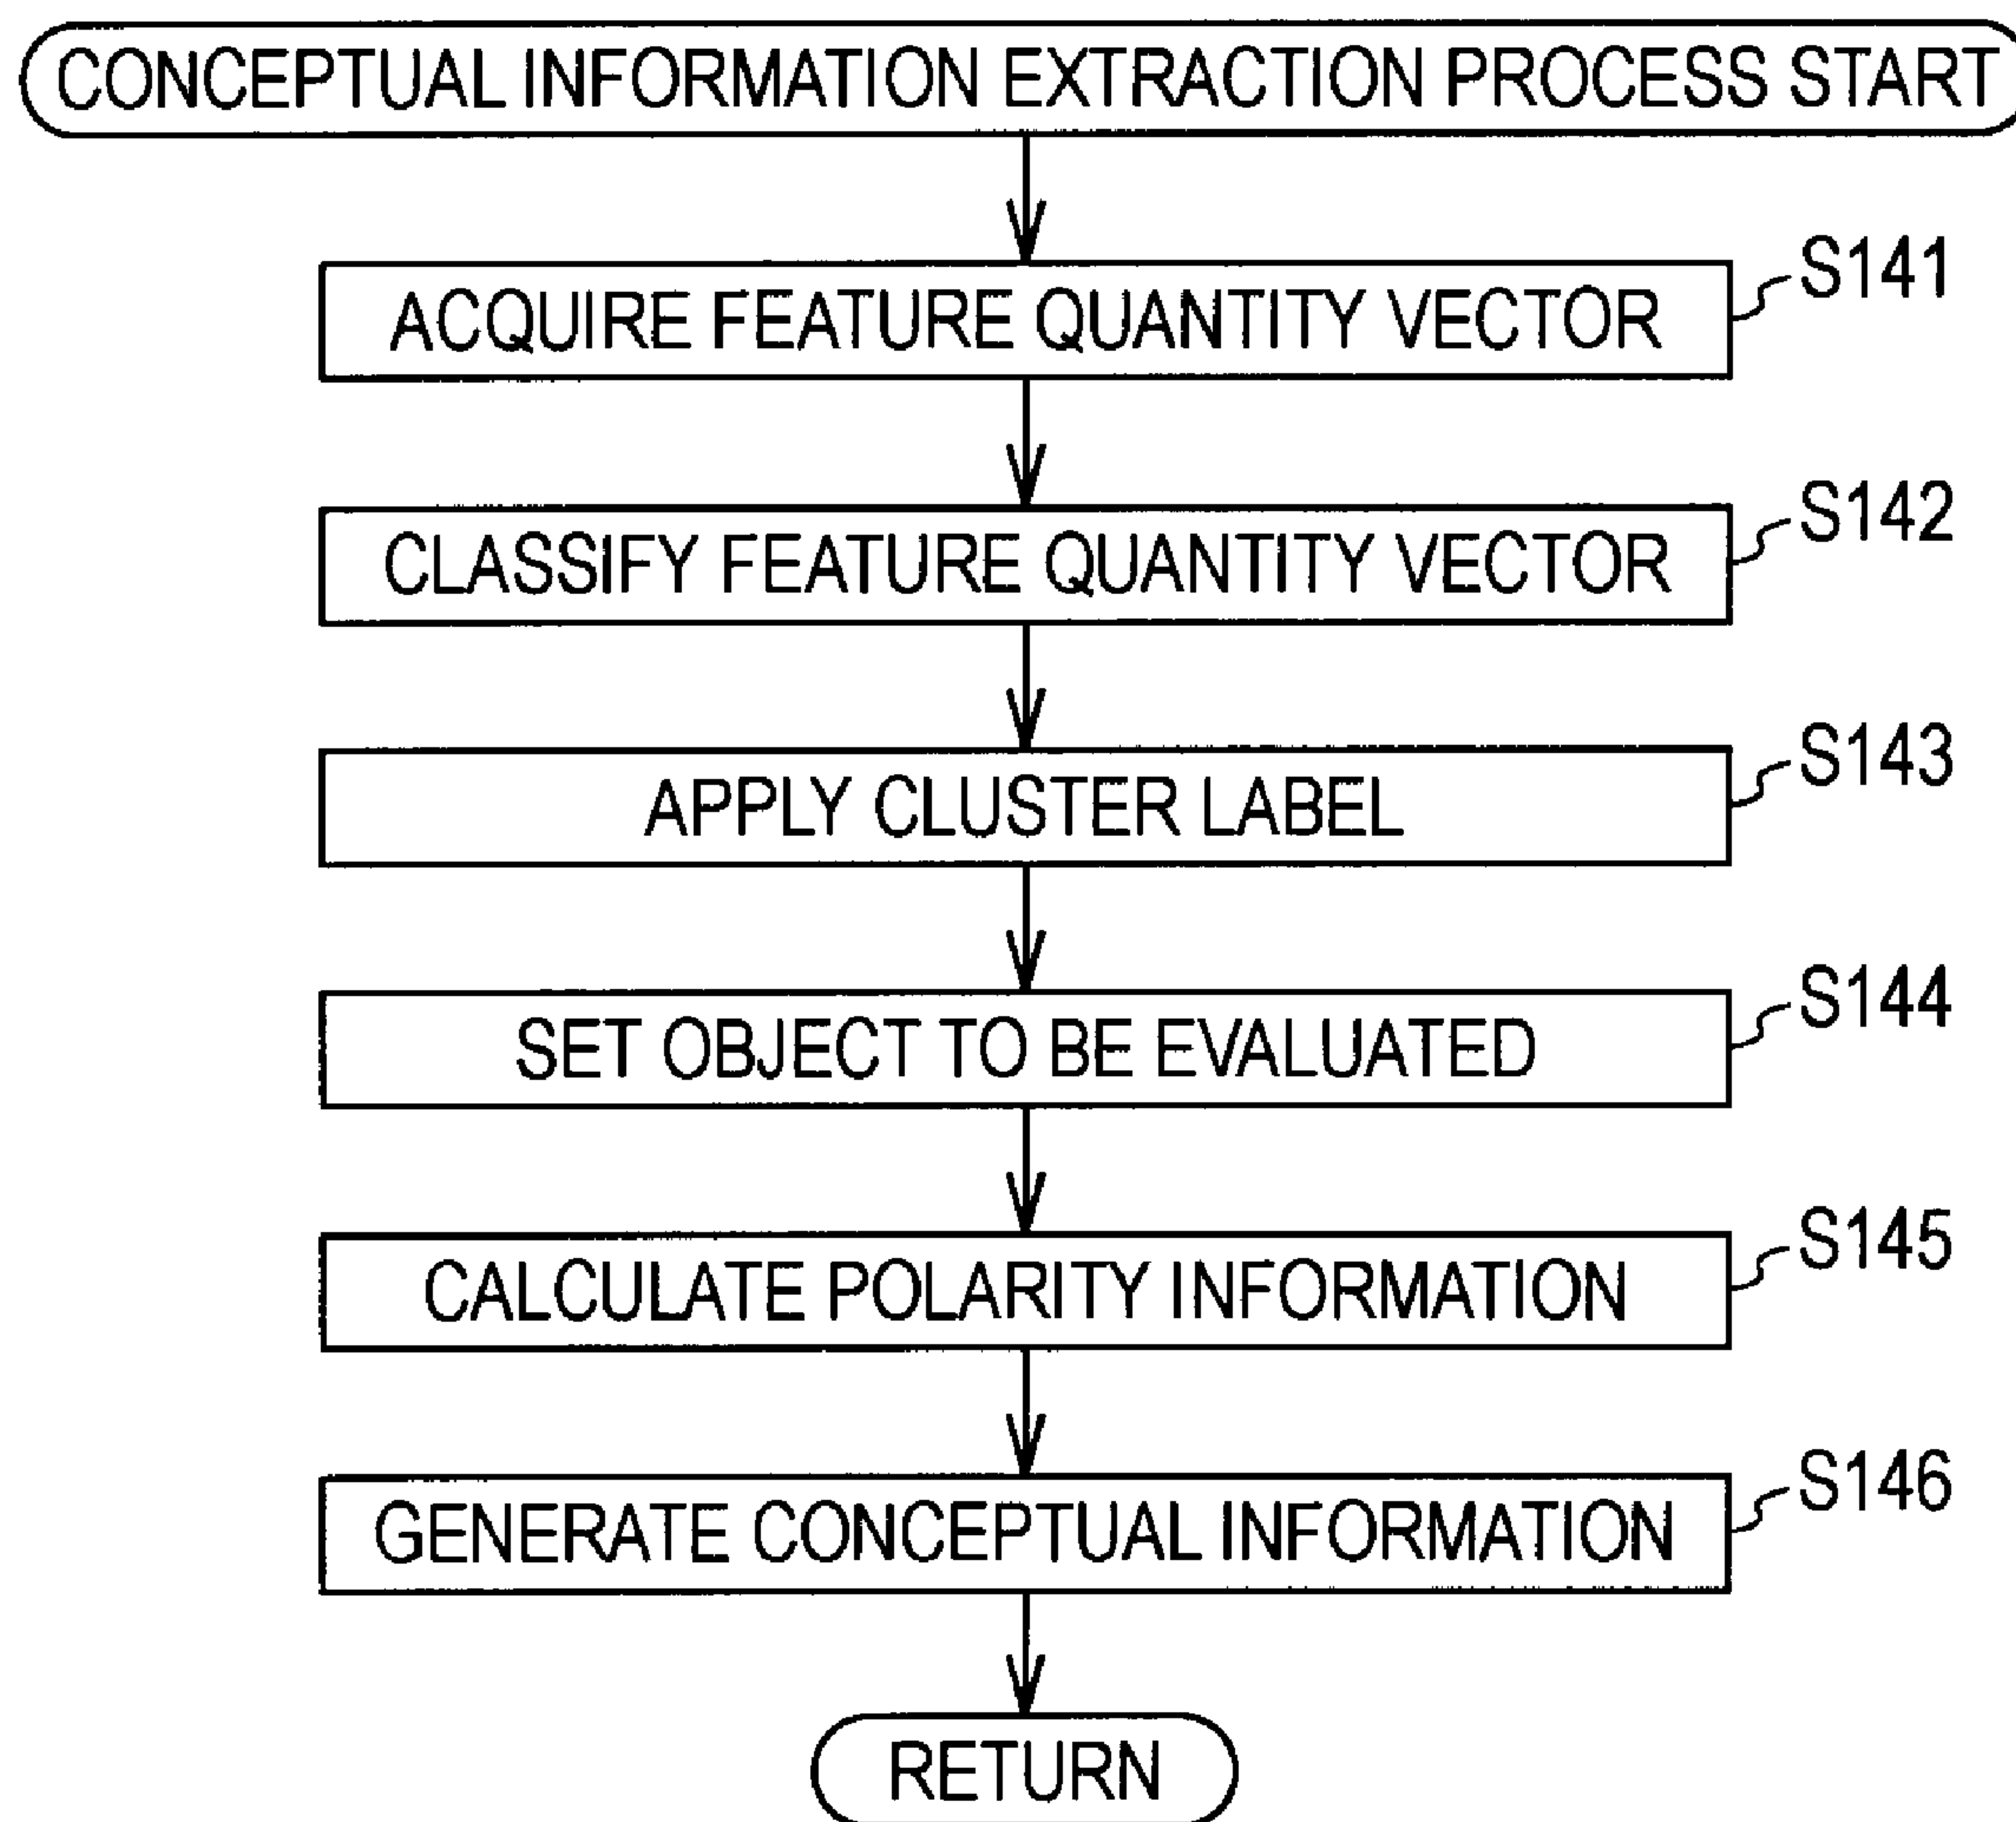 CONCEPTUAL INFORMATION EXTRACTION PROCESS START
ACQUIRE FEATURE QUANTITY VECTOR
S141
CLASSIFY FEATURE QUANTITY VECTOR
S142
APPLY CLUSTER LABEL
S143
SET OBJECT TO BE EVALUATED
S144
CALCULATE POLARITY INFORMATION
S145
GENERATE CONCEPTUAL INFORMATION
S146
RETURN